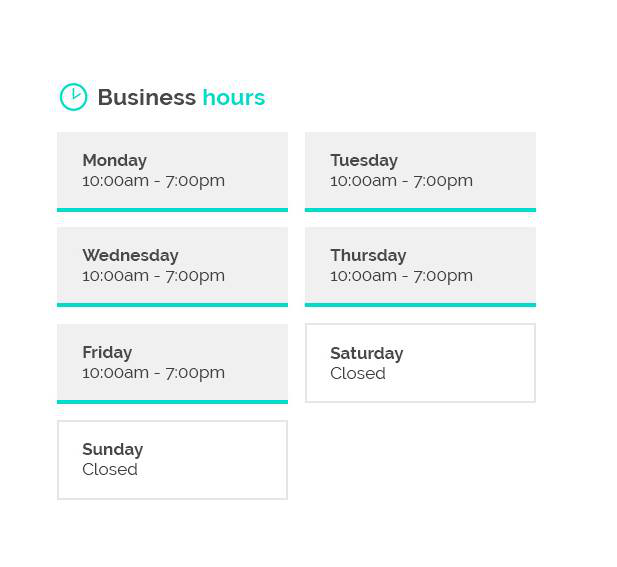 Business hours
Monday
10:00am - 7:00pm
Tuesday
10:00am - 7:00pm
Wednesday
10:00am - 7:00pm
Thursday
10:00am - 7:00pm
Friday
10:00am - 7:00pm
Saturday
Closed
Sunday
Closed